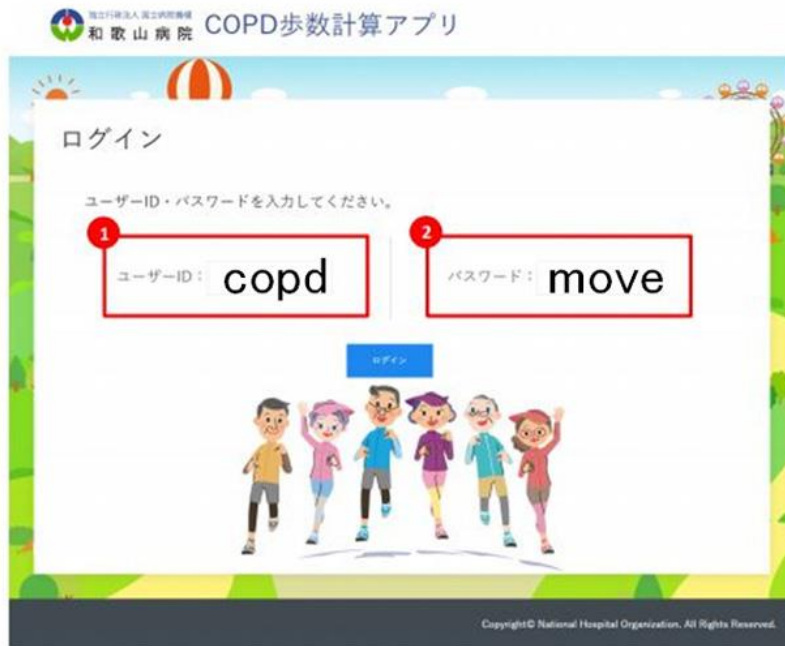 独立行政法人 国立病院機構
和歌山病院 COPD歩数計算アプリ
ログイン
ユーザーID・パスワードを入力してください。
1
2
ユーザーID： copd
パスワード： move
ログイン
Copyright© National Hospital Organization. All Rights Reserved.